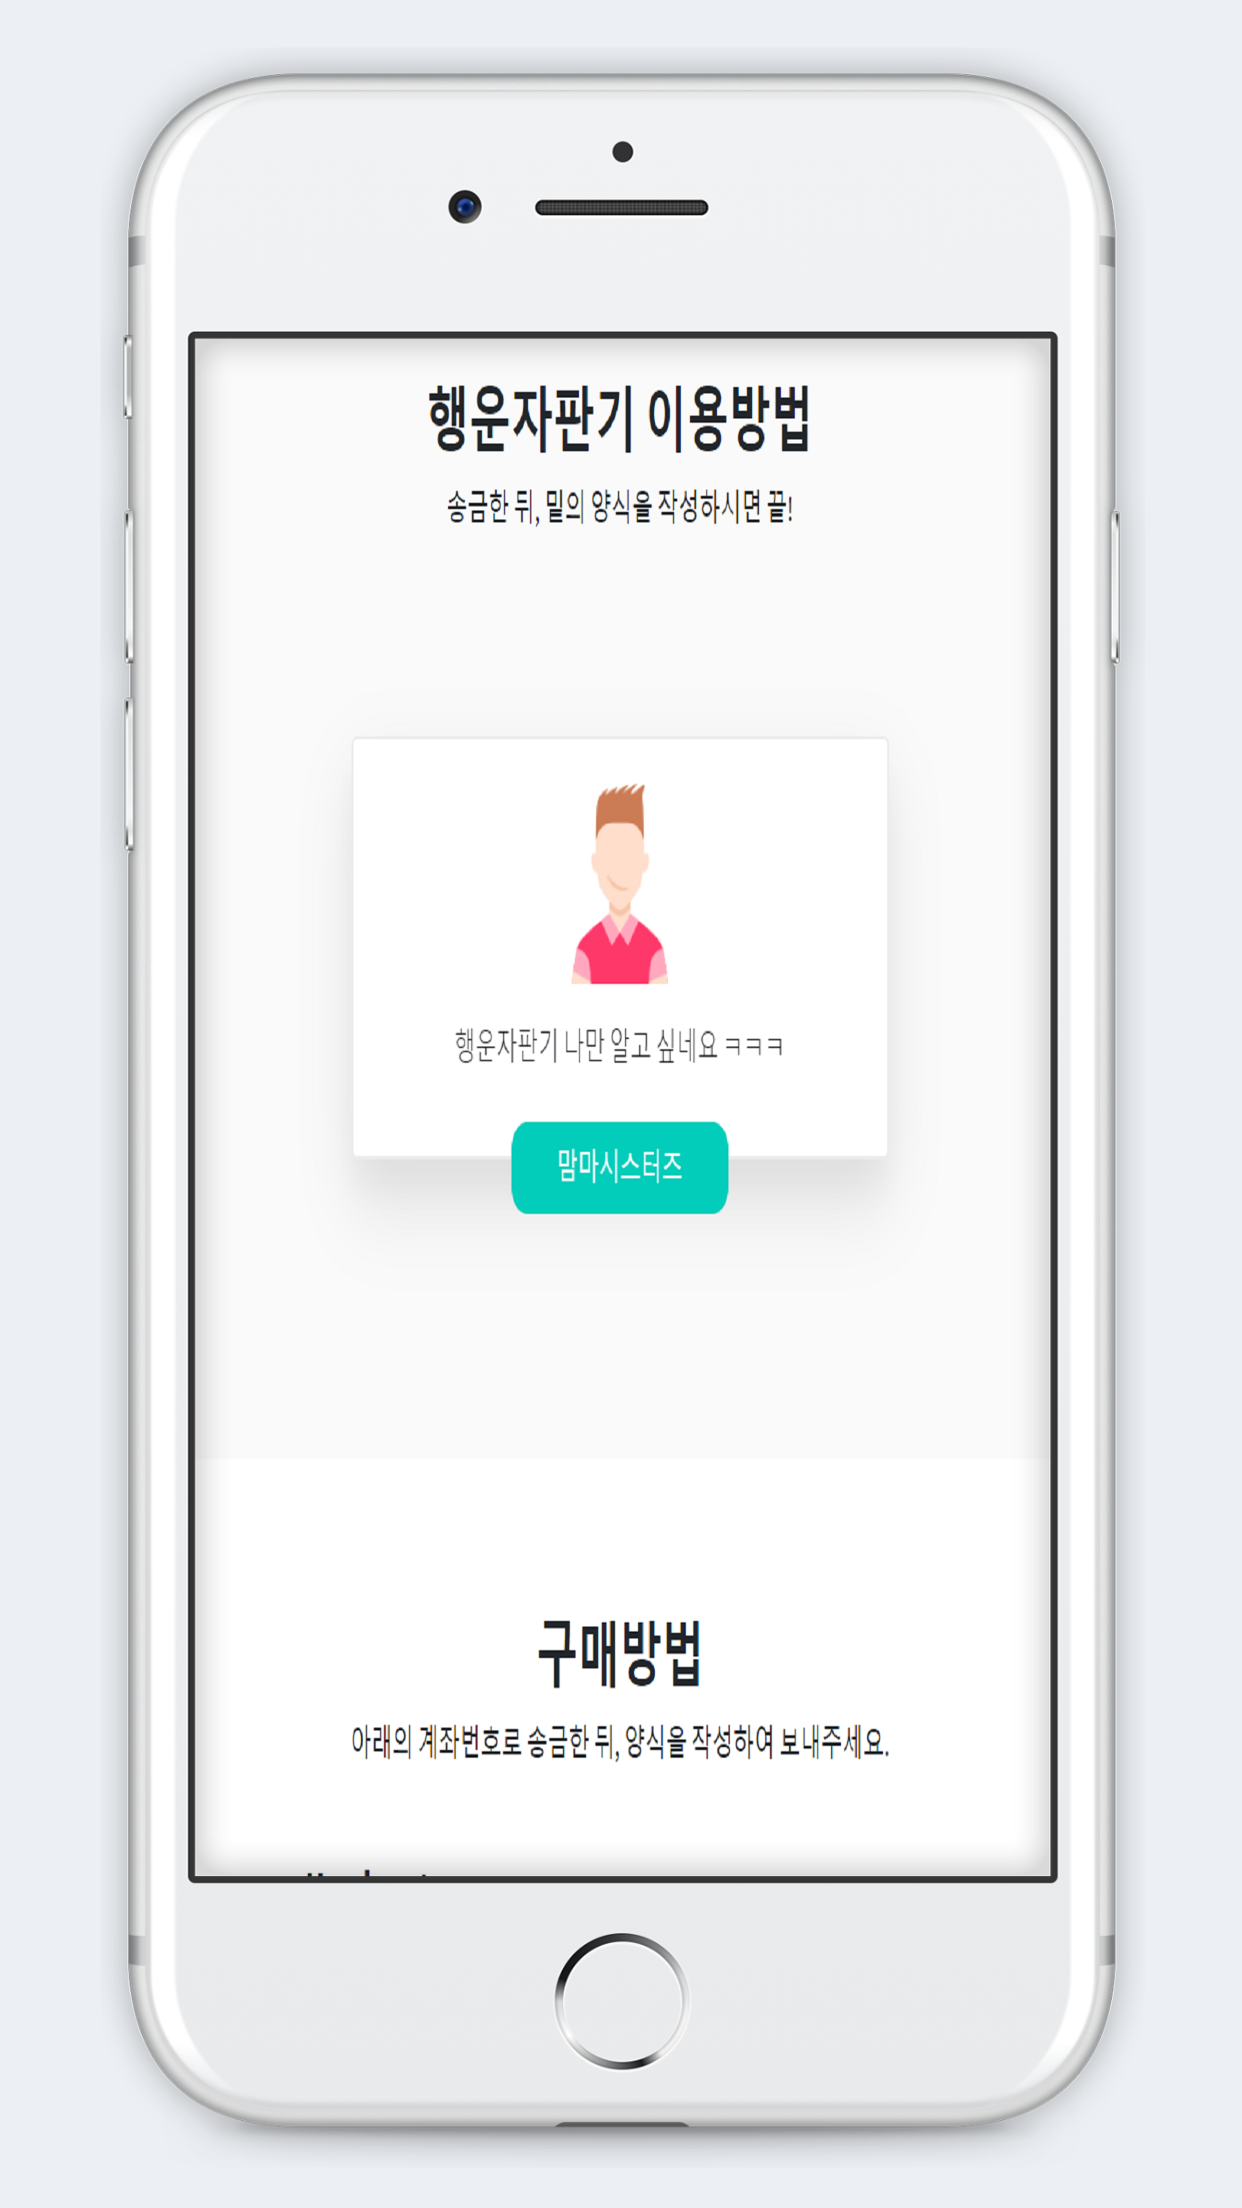 행운자판기 이용방법
송금한 뒤, 밑의 양식을 작성하시면 끝!
행운자판기 나만 알고 싶네요 ㅋㅋㅋ
맘마시스터즈
구매방법
아래의 계좌번호로 송금한 뒤, 양식을 작성하여 보내주세요.